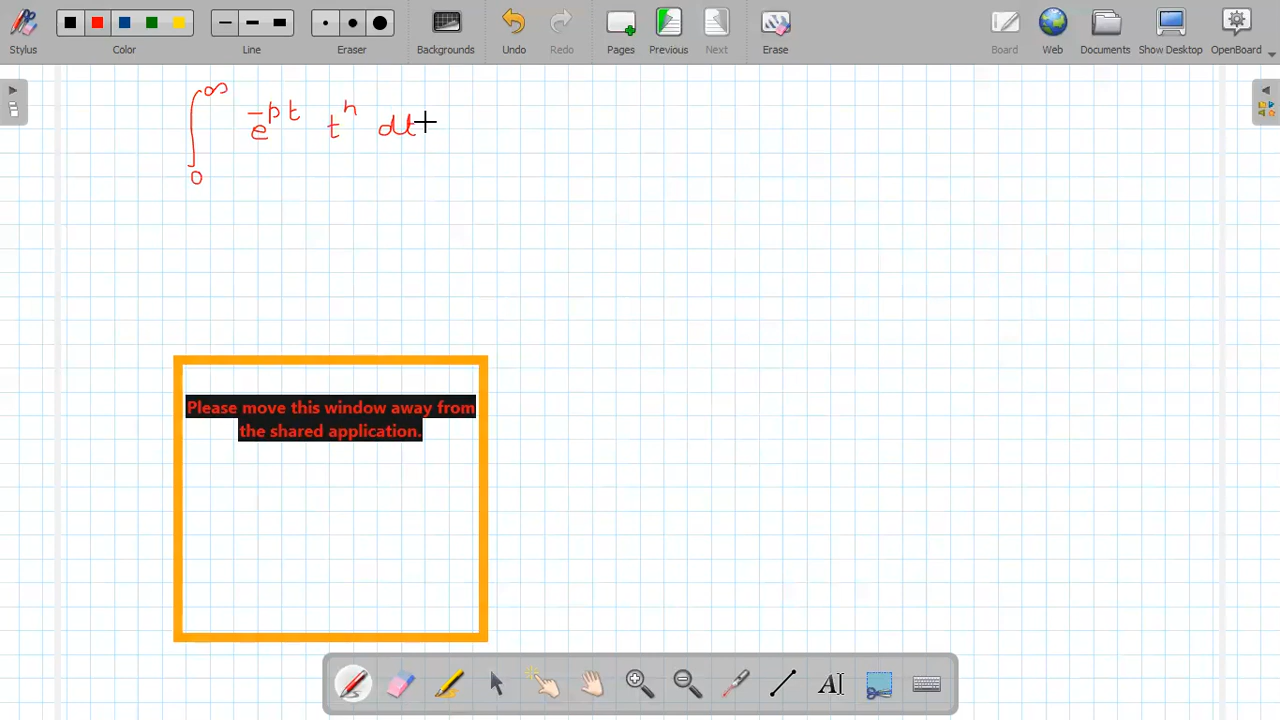 Stylus Color Line Eraser Backgrounds Undo Redo Pages Previous Next Erase Board Web Documents Show Desktop OpenBoard
∫₀^∞ e^{-pt} t^n dt
Please move this window away from
the shared application.
AI